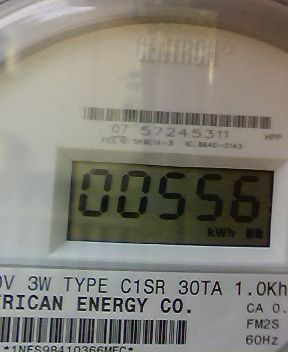 CENTRON
07 57245311
00556
kWh
0V 3W TYPE C1SR 30TA 1.0Kh
ERICAN ENERGY CO.
CA 0.
FM2S
60Hz
*1NES98410366MEC*